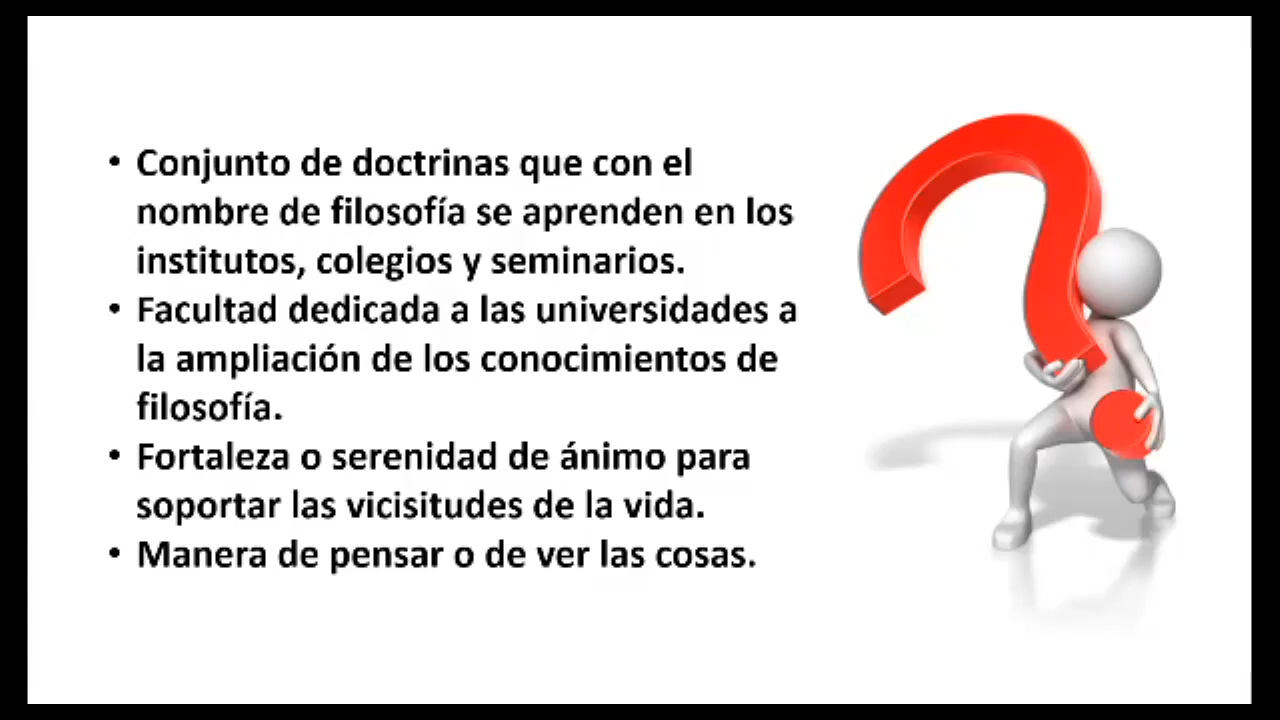 • Conjunto de doctrinas que con el
nombre de filosofía se aprenden en los
institutos, colegios y seminarios.
• Facultad dedicada a las universidades a
la ampliación de los conocimientos de
filosofía.
• Fortaleza o serenidad de ánimo para
soportar las vicisitudes de la vida.
• Manera de pensar o de ver las cosas.